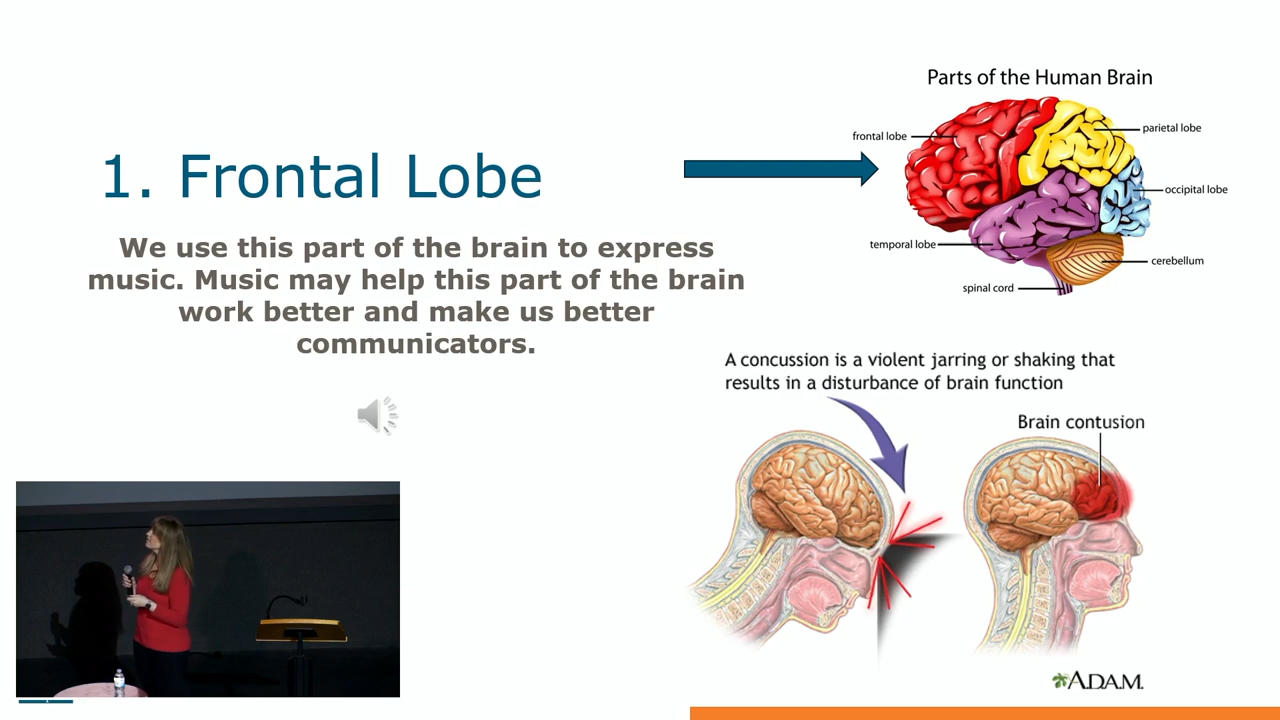 1. Frontal Lobe
We use this part of the brain to express
music. Music may help this part of the brain
work better and make us better
communicators.
Parts of the Human Brain
frontal lobe
parietal lobe
occipital lobe
temporal lobe
cerebellum
spinal cord
A concussion is a violent jarring or shaking that
results in a disturbance of brain function
Brain contusion
A.D.A.M.